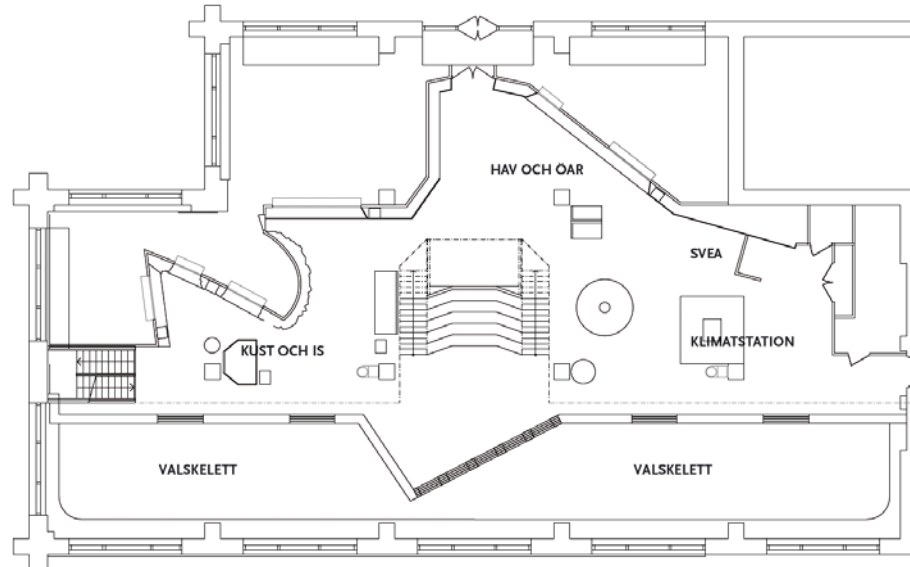 HAV OCH ÖAR
SVEA
KUST OCH IS
KLIMATSTATION
VALSKELETT
VALSKELETT